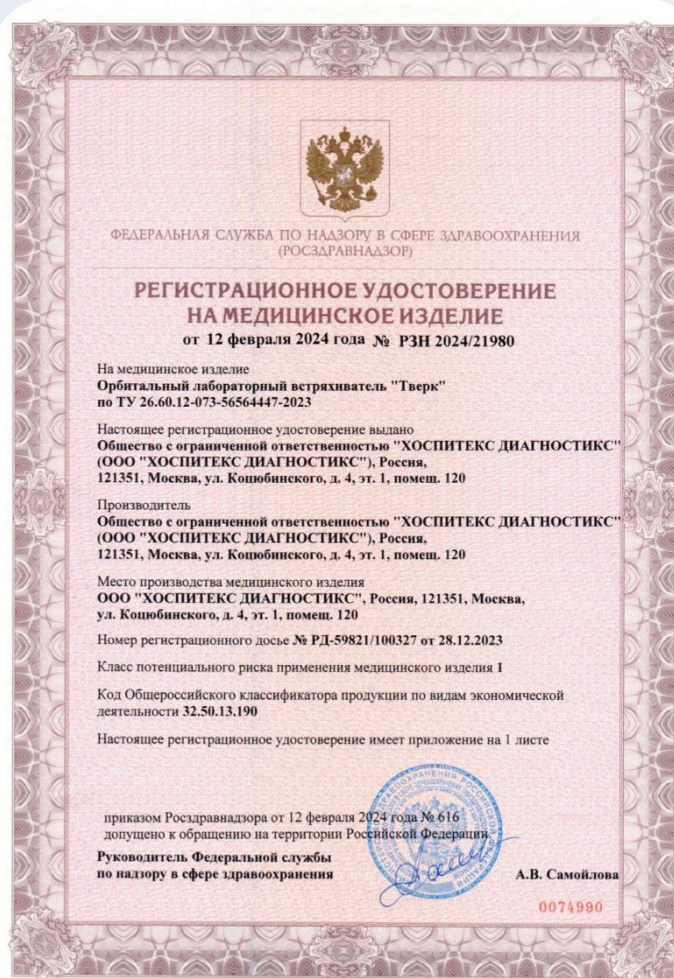 ФЕДЕРАЛЬНАЯ СЛУЖБА ПО НАДЗОРУ В СФЕРЕ ЗДРАВООХРАНЕНИЯ
(РОСЗДРАВНАДЗОР)
РЕГИСТРАЦИОННОЕ УДОСТОВЕРЕНИЕ
НА МЕДИЦИНСКОЕ ИЗДЕЛИЕ
от 12 февраля 2024 года № РЗН 2024/21980
На медицинское изделие
Орбитальный лабораторный встряхиватель "Тверк"
по ТУ 26.60.12-073-56564447-2023
Настоящее регистрационное удостоверение выдано
Общество с ограниченной ответственностью "ХОСПИТЕКС ДИАГНОСТИКС"
(ООО "ХОСПИТЕКС ДИАГНОСТИКС"), Россия,
121351, Москва, ул. Коцюбинского, д. 4, эт. 1, помещ. 120
Производитель
Общество с ограниченной ответственностью "ХОСПИТЕКС ДИАГНОСТИКС"
(ООО "ХОСПИТЕКС ДИАГНОСТИКС"), Россия,
121351, Москва, ул. Коцюбинского, д. 4, эт. 1, помещ. 120
Место производства медицинского изделия
ООО "ХОСПИТЕКС ДИАГНОСТИКС", Россия, 121351, Москва,
ул. Коцюбинского, д. 4, эт. 1, помещ. 120
Номер регистрационного досье № РД-59821/100327 от 28.12.2023
Класс потенциального риска применения медицинского изделия 1
Код Общероссийского классификатора продукции по видам экономической
деятельности 32.50.13.190
Настоящее регистрационное удостоверение имеет приложение на 1 листе
приказом Росздравнадзора от 12 февраля 2024 года № 616
допущено к обращению на территории Российской Федерации.
Руководитель Федеральной службы
по надзору в сфере здравоохранения
А.В. Самойлова
0074990